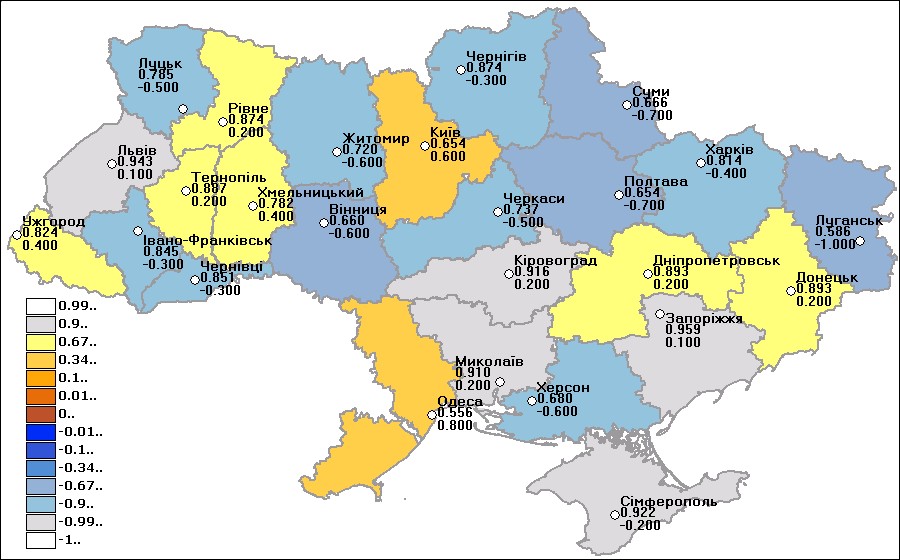 Чернігів
0.874
-0.300
Луцьк
0.785
-0.500
Суми
0.666
-0.700
Рівне
0.874
0.200
Житомир
0.720
-0.600
Київ
0.654
0.600
Харків
0.814
-0.400
Львів
0.943
0.100
Тернопіль
0.887
0.200
Хмельницький
0.782
0.400
Полтава
0.654
-0.700
Черкаси
0.737
-0.500
Вінниця
0.660
-0.600
Ужгород
0.824
0.400
Луганськ
0.586
-1.000
Івано-Франківськ
0.845
-0.300
Чернівці
0.851
-0.300
Кіровоград
0.916
0.200
Дніпропетровськ
0.893
0.200
Донецьк
0.893
0.200
Запоріжжя
0.959
0.100
Миколаїв
0.910
0.200
Херсон
0.680
-0.600
Одеса
0.556
0.800
Сімферополь
0.922
-0.200
0.99..
0.9..
0.67..
0.34..
0.1..
0.01..
0..
-0.01..
-0.1..
-0.34..
-0.67..
-0.9..
-0.99..
-1..